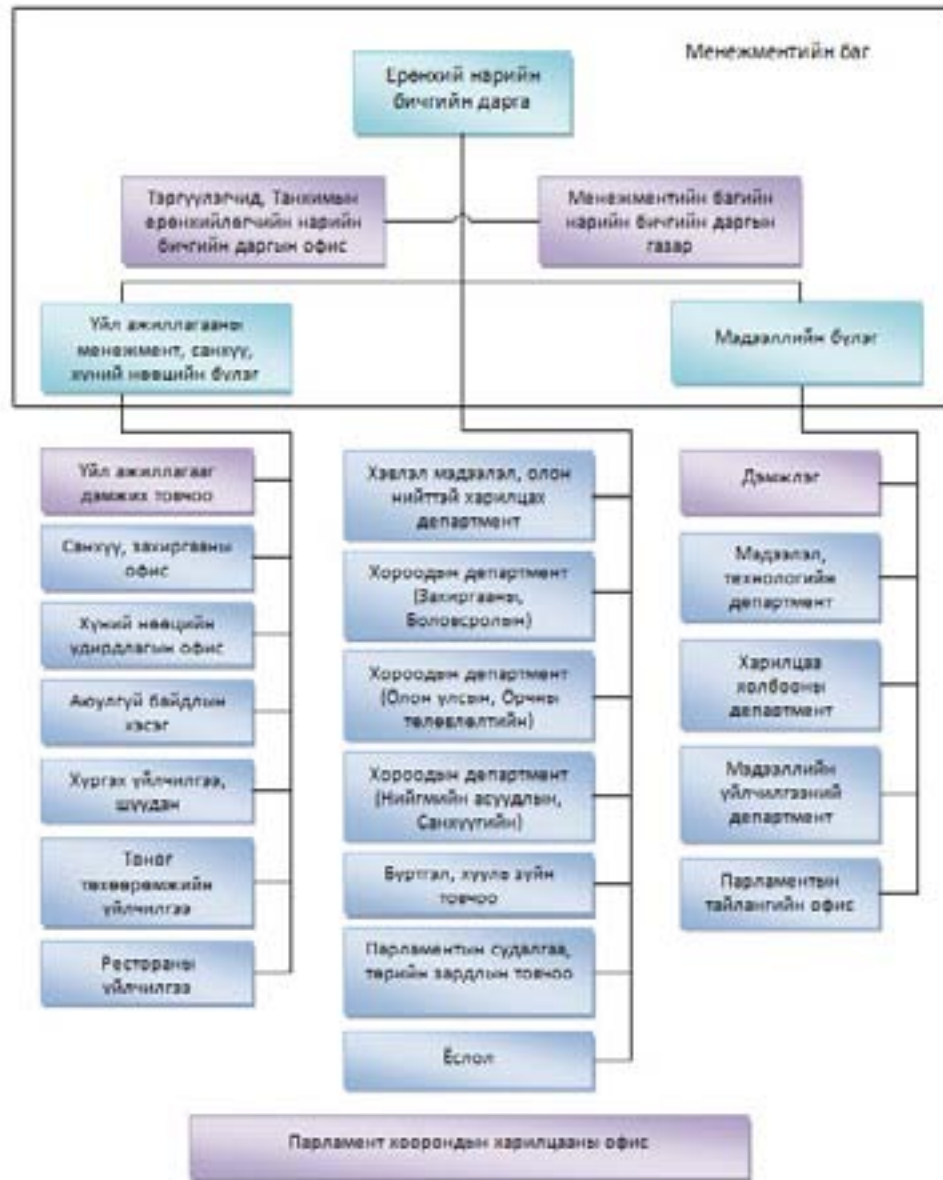 Менежментийн баг
Ерөнхий нарийн
бичгийн дарга
Тэргүүлэгчид, Танхимын
ерөнхийлөгчийн нарийн
бичгийн даргын офис
Менежментийн багийн
нарийн бичгийн даргын
газар
Үйл ажиллагааны
менежмент, санхүү,
хүний нөөцийн бүлэг
Мэдээллийн бүлэг
Үйл ажиллагааг
дэмжих товчоо
Санхүү, захиргааны
офис
Хүний нөөцийн
удирдлагын офис
Аюулгүй байдлын
хэсэг
Хүргэх үйлчилгээ,
шуудан
Тоног
төхөөрөмжийн
үйлчилгээ
Рестораны
үйлчилгээ
Хэвлэл мэдээлэл, олон
нийттэй харилцах
департмент
Хороодын департмент
(Захиргааны,
Боловсролын)
Хороодын департмент
(Олон улсын, Орчны
төлөвлөлтийн)
Хороодын департмент
(Нийгмийн асуудлын,
Санхүүгийн)
Бүртгэл, хууль зүйн
товчоо
Парламентын судалгаа,
төрийн зардлын товчоо
Ёслол
Дэмжлэг
Мэдээлэл,
технологийн
департмент
Харилцаа
холбооны
департмент
Мэдээллийн
үйлчилгээний
департмент
Парламентын
тайлангийн офис
Парламент хоорондын харилцааны офис